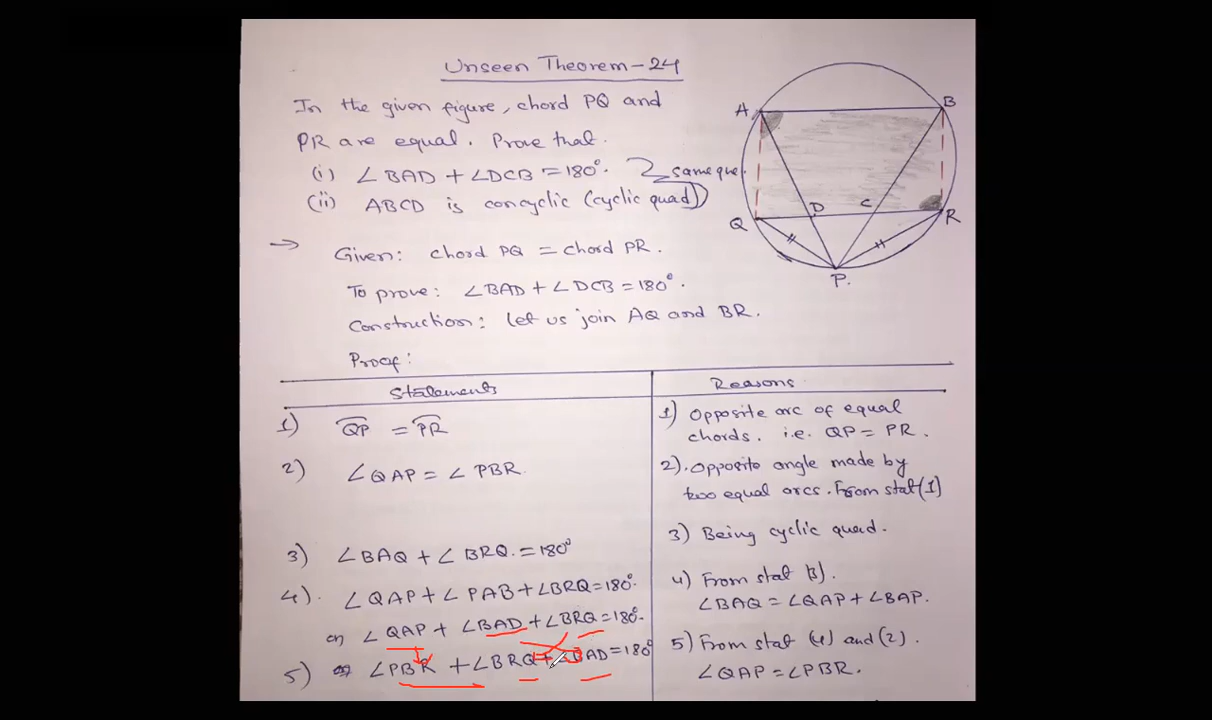 Unseen Theorem-24
In the given figure, chord PQ and
PR are equal. Prove that.
(i) ∠BAD + ∠DCB = 180°. same que.
(ii) ABCD is concyclic (cyclic quad)
→ Given: chord PQ = chord PR.
To prove: ∠BAD + ∠DCB = 180°.
Construction: let us join AQ and BR.
Proof:
A
B
Q
D
C
R
P.
Statements
Reasons
1) QP = PR
1) Opposite arc of equal
chords. i.e. QP = PR.
2) ∠QAP = ∠PBR.
2). Opposite angle made by
two equal arcs. From stat(1)
3) ∠BAQ + ∠BRQ. = 180°
3) Being cyclic quad.
4). ∠QAP + ∠PAB + ∠BRQ = 180°.
or ∠QAP + ∠BAD + ∠BRQ = 180°.
4) From stat (3).
∠BAQ = ∠QAP + ∠BAP.
5) ∠PBR + ∠BRQ + ∠BAD = 180°
5) From stat (4) and (2).
∠QAP = ∠PBR.